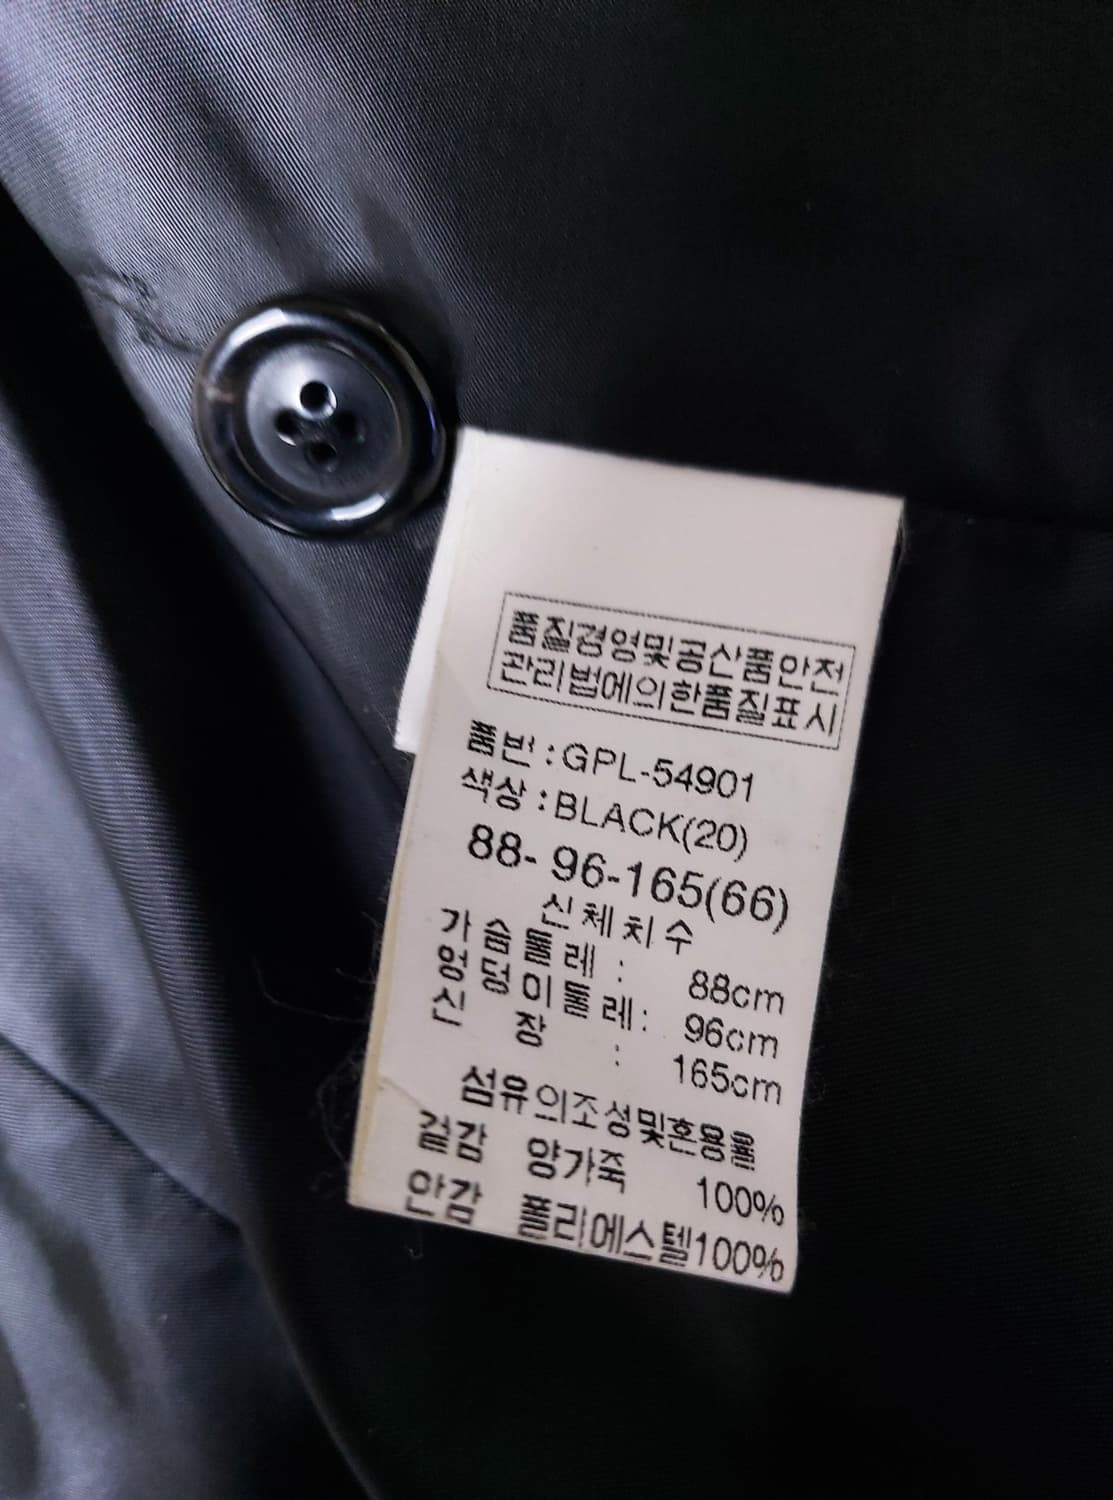 품질경영및공산품안전
관리법에의한품질표시
품번 : GPL-54901
색상 : BLACK(20)
88- 96-165(66)
신체치수
가슴둘레 : 88cm
엉덩이둘레 : 96cm
신장 : 165cm
섬유의조성및혼용율
겉감 양가죽 100%
안감 폴리에스텔100%